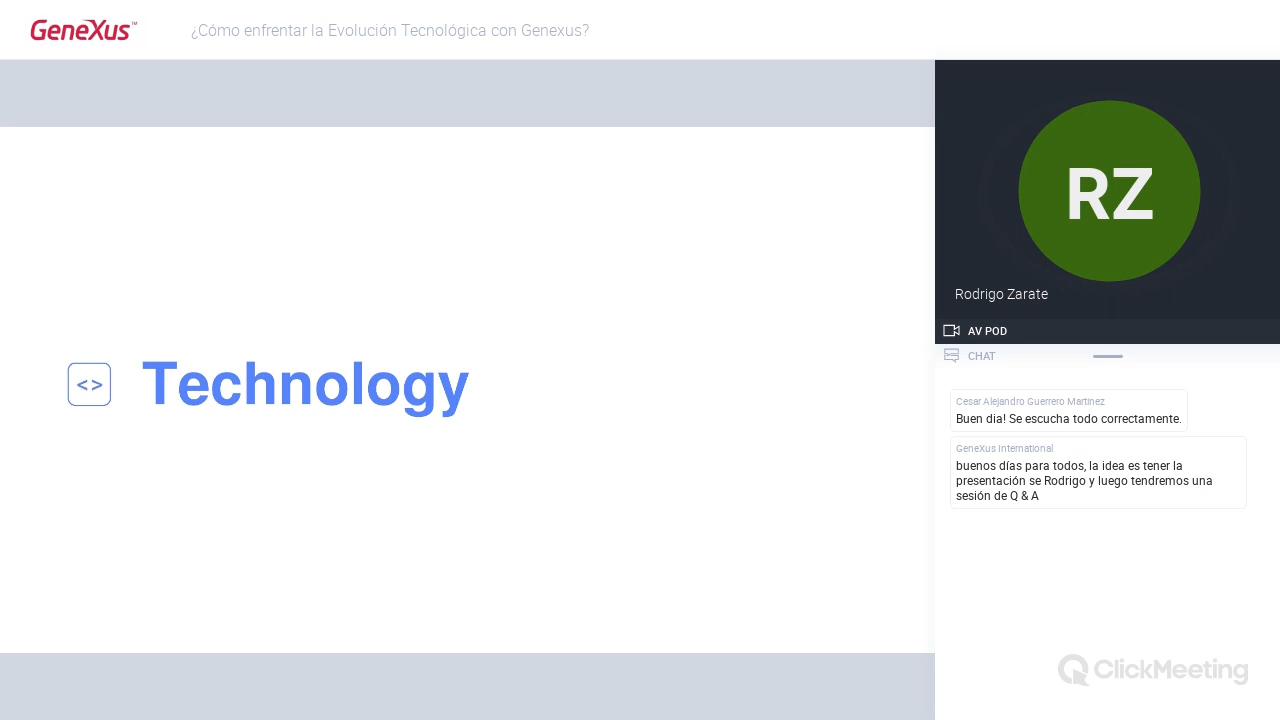 GeneXus™
¿Cómo enfrentar la Evolución Tecnológica con Genexus?
<> Technology
RZ
Rodrigo Zarate
AV POD
CHAT
Cesar Alejandro Guerrero Martinez
Buen dia! Se escucha todo correctamente.
GeneXus International
buenos días para todos, la idea es tener la
presentación se Rodrigo y luego tendremos una
sesión de Q & A
ClickMeeting